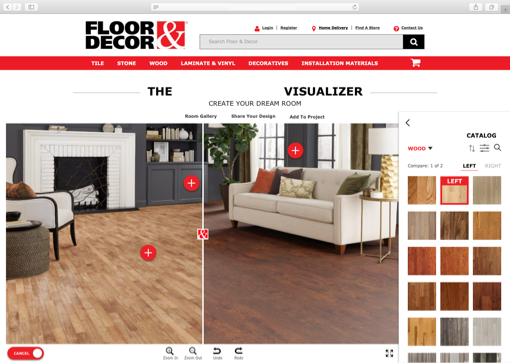 FLOOR &
DECOR
Login | Register
Home Delivery | Find A Store
Contact Us
Search Floor & Decor
TILE STONE WOOD LAMINATE & VINYL DECORATIVES INSTALLATION MATERIALS
THE VISUALIZER
CREATE YOUR DREAM ROOM
Room Gallery Share Your Design Add To Project
CATALOG
WOOD
Compare: 1 of 2 LEFT RIGHT
LEFT
&
CANCEL
Zoom In Zoom Out Undo Redo